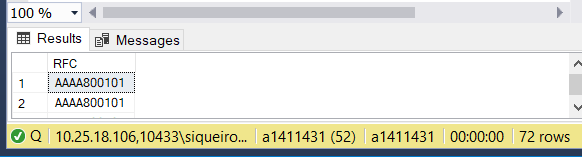 100 %
Results Messages
RFC
1 AAAA800101
2 AAAA800101
Q 10.25.18.106,10433\siqueiro... a1411431 (52) a1411431 00:00:00 72 rows